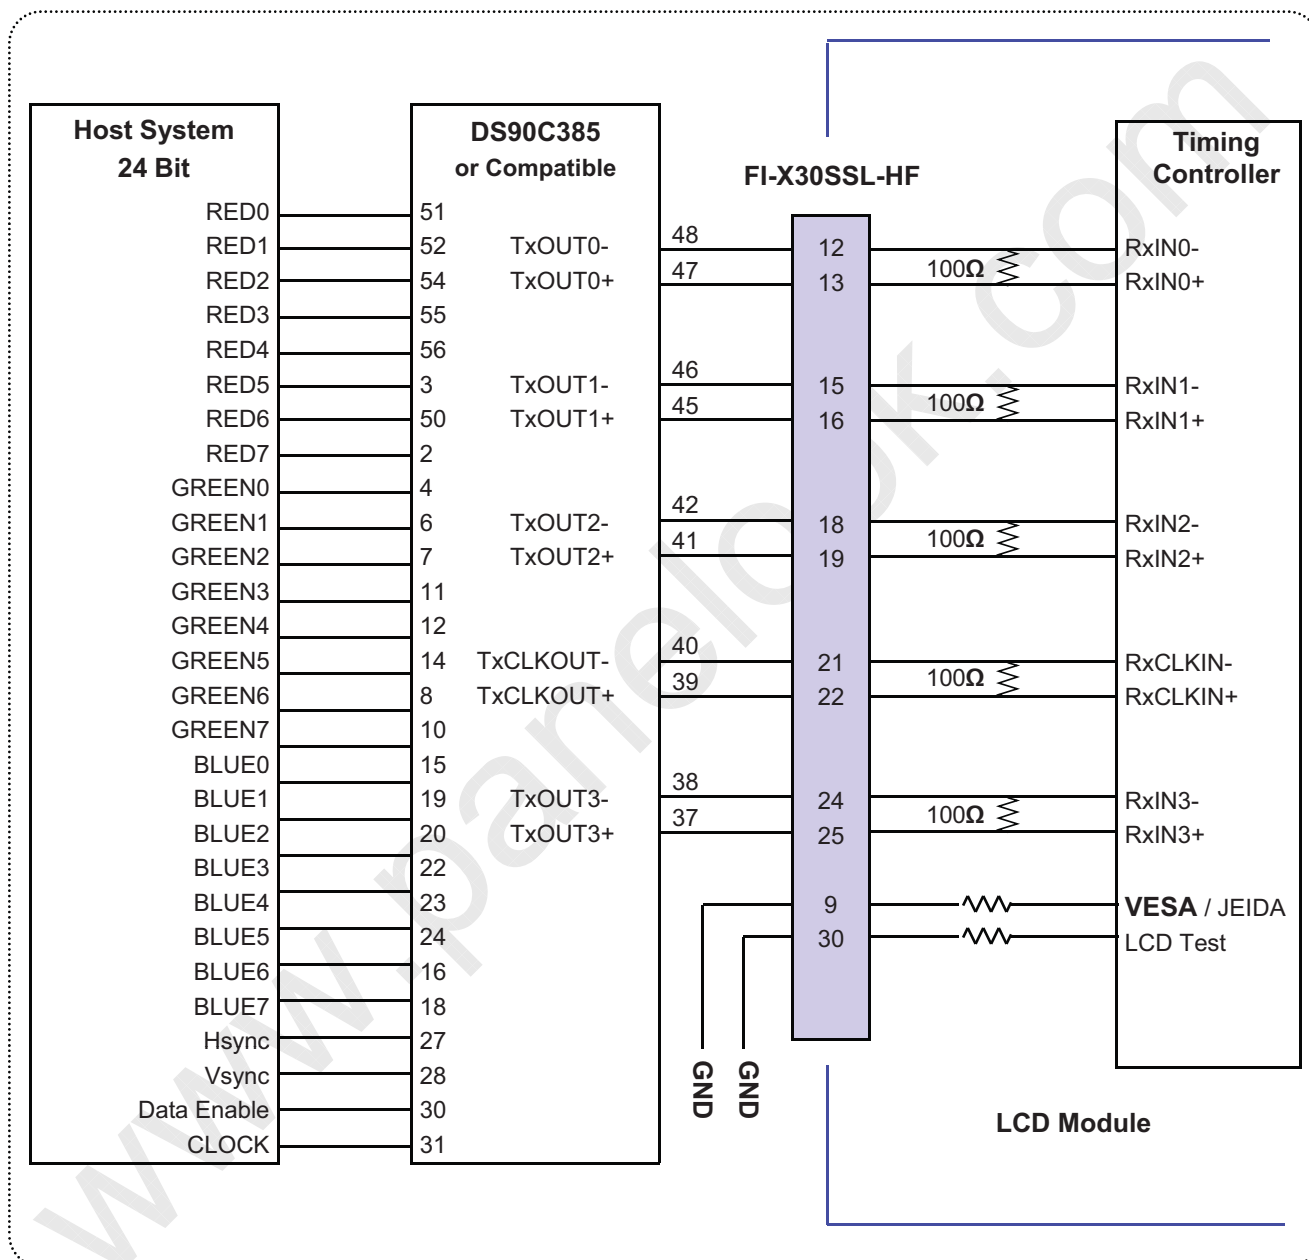 Host System
24 Bit
RED0
RED1
RED2
RED3
RED4
RED5
RED6
RED7
GREEN0
GREEN1
GREEN2
GREEN3
GREEN4
GREEN5
GREEN6
GREEN7
BLUE0
BLUE1
BLUE2
BLUE3
BLUE4
BLUE5
BLUE6
BLUE7
Hsync
Vsync
Data Enable
CLOCK
DS90C385
or Compatible
51
52
54
55
56
3
50
2
4
6
7
11
12
14
8
10
15
19
20
22
23
24
16
18
27
28
30
31
TxOUT0-
TxOUT0+
TxOUT1-
TxOUT1+
TxOUT2-
TxOUT2+
TxCLKOUT-
TxCLKOUT+
TxOUT3-
TxOUT3+
48
47
46
45
42
41
40
39
38
37
GND
GND
FI-X30SSL-HF
12
13
15
16
18
19
21
22
24
25
9
30
100Ω
100Ω
100Ω
100Ω
100Ω
Timing
Controller
RxIN0-
RxIN0+
RxIN1-
RxIN1+
RxIN2-
RxIN2+
RxCLKIN-
RxCLKIN+
RxIN3-
RxIN3+
VESA / JEIDA
LCD Test
LCD Module
www.panelook.com